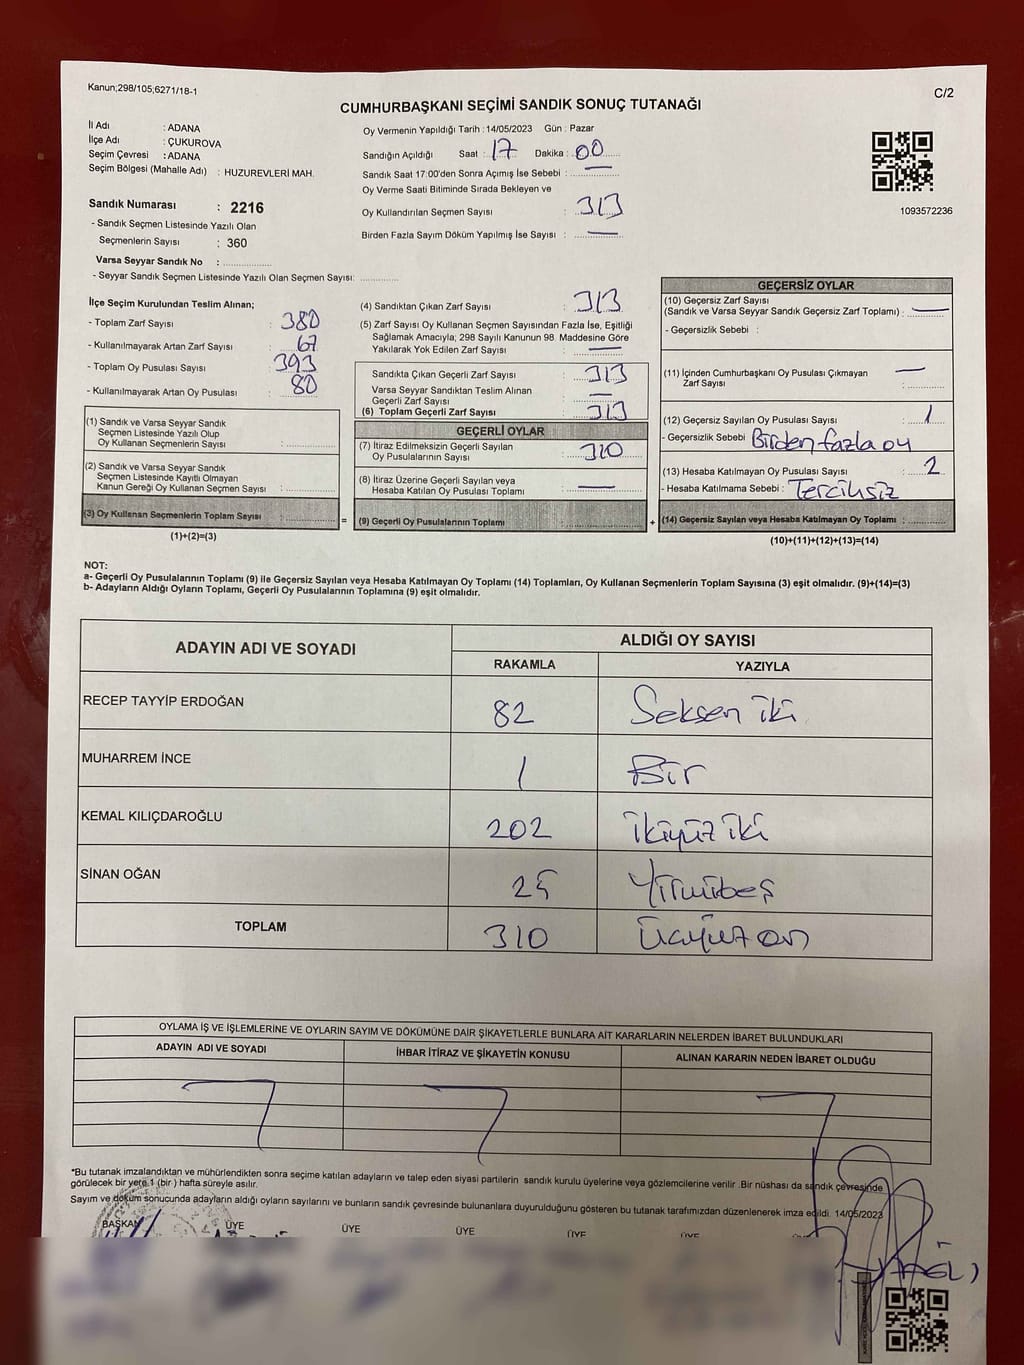 Kanun;298/105;6271/18-1
C/2
CUMHURBAŞKANI SEÇİMİ SANDIK SONUÇ TUTANAĞI
İl Adı : ADANA
İlçe Adı : ÇUKUROVA
Seçim Çevresi : ADANA
Seçim Bölgesi (Mahalle Adı) : HUZUREVLERİ MAH.
Sandık Numarası : 2216
- Sandık Seçmen Listesinde Yazılı Olan
Seçmenlerin Sayısı : 360
Varsa Seyyar Sandık No :
- Seyyar Sandık Seçmen Listesinde Yazılı Olan Seçmen Sayısı:
Oy Vermenin Yapıldığı Tarih : 14/05/2023 Gün : Pazar
Sandığın Açıldığı Saat : 17 Dakika : 00
Sandık Saat 17:00'den Sonra Açımış İse Sebebi : —
Oy Verme Saati Bitiminde Sırada Bekleyen ve
Oy Kullandırılan Seçmen Sayısı : 313
Birden Fazla Sayım Döküm Yapılmış İse Sayısı : —
1093572236
İlçe Seçim Kurulundan Teslim Alınan;
- Toplam Zarf Sayısı : 380
- Kullanılmayarak Artan Zarf Sayısı : 67
- Toplam Oy Pusulası Sayısı : 393
- Kullanılmayarak Artan Oy Pusulası : 80
(1) Sandık ve Varsa Seyyar Sandık
Seçmen Listesinde Yazılı Olup
Oy Kullanan Seçmenlerin Sayısı :
(2) Sandık ve Varsa Seyyar Sandık
Seçmen Listesinde Kayıtlı Olmayan
Kanun Gereği Oy Kullanan Seçmen Sayısı :
(3) Oy Kullanan Seçmenlerin Toplam Sayısı :
(1)+(2)=(3)
=
(4) Sandıktan Çıkan Zarf Sayısı : 313
(5) Zarf Sayısı Oy Kullanan Seçmen Sayısından Fazla İse, Eşitliği
Sağlamak Amacıyla; 298 Sayılı Kanunun 98. Maddesine Göre
Yakılarak Yok Edilen Zarf Sayısı : —
Sandıkta Çıkan Geçerli Zarf Sayısı : 313
Varsa Seyyar Sandıktan Teslim Alınan
Geçerli Zarf Sayısı : —
(6) Toplam Geçerli Zarf Sayısı : 313
GEÇERLİ OYLAR
(7) İtiraz Edilmeksizin Geçerli Sayılan
Oy Pusulalarının Sayısı : 310
(8) İtiraz Üzerine Geçerli Sayılan veya
Hesaba Katılan Oy Pusulası Toplamı : —
(9) Geçerli Oy Pusulalarının Toplamı :
+
GEÇERSİZ OYLAR
(10) Geçersiz Zarf Sayısı
(Sandık ve Varsa Seyyar Sandık Geçersiz Zarf Toplamı) : —
- Geçersizlik Sebebi :
(11) İçinden Cumhurbaşkanı Oy Pusulası Çıkmayan
Zarf Sayısı : —
(12) Geçersiz Sayılan Oy Pusulası Sayısı : 1
- Geçersizlik Sebebi : Birden fazla oy
(13) Hesaba Katılmayan Oy Pusulası Sayısı : 2
- Hesaba Katılmama Sebebi : Tercihsiz
(14) Geçersiz Sayılan veya Hesaba Katılmayan Oy Toplamı :
(10)+(11)+(12)+(13)=(14)
NOT:
a- Geçerli Oy Pusulalarının Toplamı (9) ile Geçersiz Sayılan veya Hesaba Katılmayan Oy Toplamı (14) Toplamları, Oy Kullanan Seçmenlerin Toplam Sayısına (3) eşit olmalıdır. (9)+(14)=(3)
b- Adayların Aldığı Oyların Toplamı, Geçerli Oy Pusulalarının Toplamına (9) eşit olmalıdır.
ADAYIN ADI VE SOYADI ALDIĞI OY SAYISI
RAKAMLA YAZIYLA
RECEP TAYYİP ERDOĞAN 82 Seksen iki
MUHARREM İNCE 1 Bir
KEMAL KILIÇDAROĞLU 202 İkiyüz iki
SİNAN OĞAN 25 Yirmibeş
TOPLAM 310 Üçyüz on
OYLAMA İŞ VE İŞLEMLERİNE VE OYLARIN SAYIM VE DÖKÜMÜNE DAİR ŞİKAYETLERLE BUNLARA AİT KARARLARIN NELERDEN İBARET BULUNDUKLARI
ADAYIN ADI VE SOYADI İHBAR İTİRAZ VE ŞİKAYETİN KONUSU ALINAN KARARIN NEDEN İBARET OLDUĞU
*Bu tutanak imzalandıktan ve mühürlendikten sonra seçime katılan adayların ve talep eden siyasi partilerin sandık kurulu üyelerine veya gözlemcilerine verilir .Bir nüshası da sandık çevresinde
görülecek bir yere 1 (bir ) hafta süreyle asılır.
Sayım ve döküm sonucunda adayların aldığı oyların sayılarını ve bunların sandık çevresinde bulunanlara duyurulduğunu gösteren bu tutanak tarafımızdan düzenlenerek imza edildi. 14/05/2023
BAŞKAN ÜYE ÜYE ÜYE ÜYE ÜYE